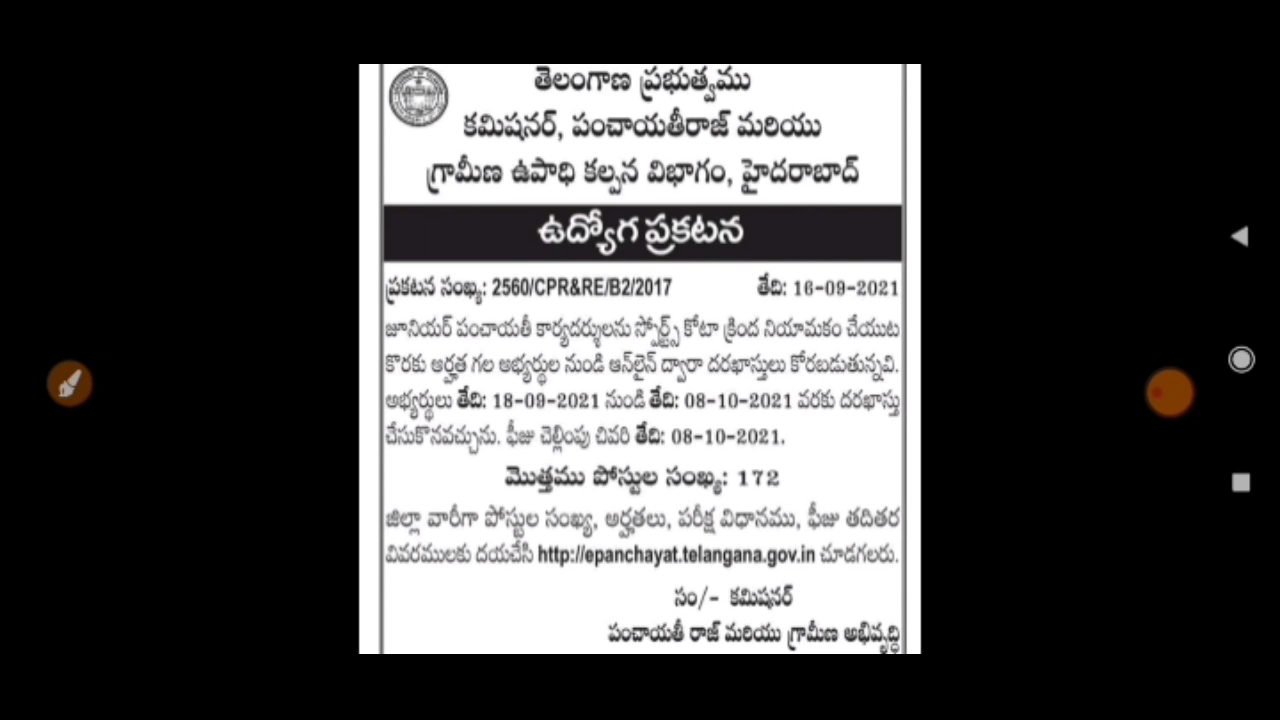 తెలంగాణ ప్రభుత్వము
కమిషనర్, పంచాయతీరాజ్ మరియు
గ్రామీణ ఉపాధి కల్పన విభాగం, హైదరాబాద్
ఉద్యోగ ప్రకటన
ప్రకటన సంఖ్య: 2560/CPR&RE/B2/2017 తేది: 16-09-2021
జూనియర్ పంచాయతీ కార్యదర్శులను స్పోర్ట్స్ కోటా క్రింద నియామకం చేయుట
కొరకు అర్హత గల అభ్యర్థుల నుండి ఆన్‌లైన్ ద్వారా దరఖాస్తులు కోరబడుతున్నవి.
అభ్యర్థులు తేది: 18-09-2021 నుండి తేది: 08-10-2021 వరకు దరఖాస్తు
చేసుకొనవచ్చును. ఫీజు చెల్లింపు చివరి తేది: 08-10-2021.
మొత్తము పోస్టుల సంఖ్య: 172
జిల్లా వారీగా పోస్టుల సంఖ్య, అర్హతలు, పరీక్ష విధానము, ఫీజు తదితర
వివరములకు దయచేసి http://epanchayat.telangana.gov.in చూడగలరు.
సం/- కమిషనర్
పంచాయతీ రాజ్ మరియు గ్రామీణ అభివృద్ధి